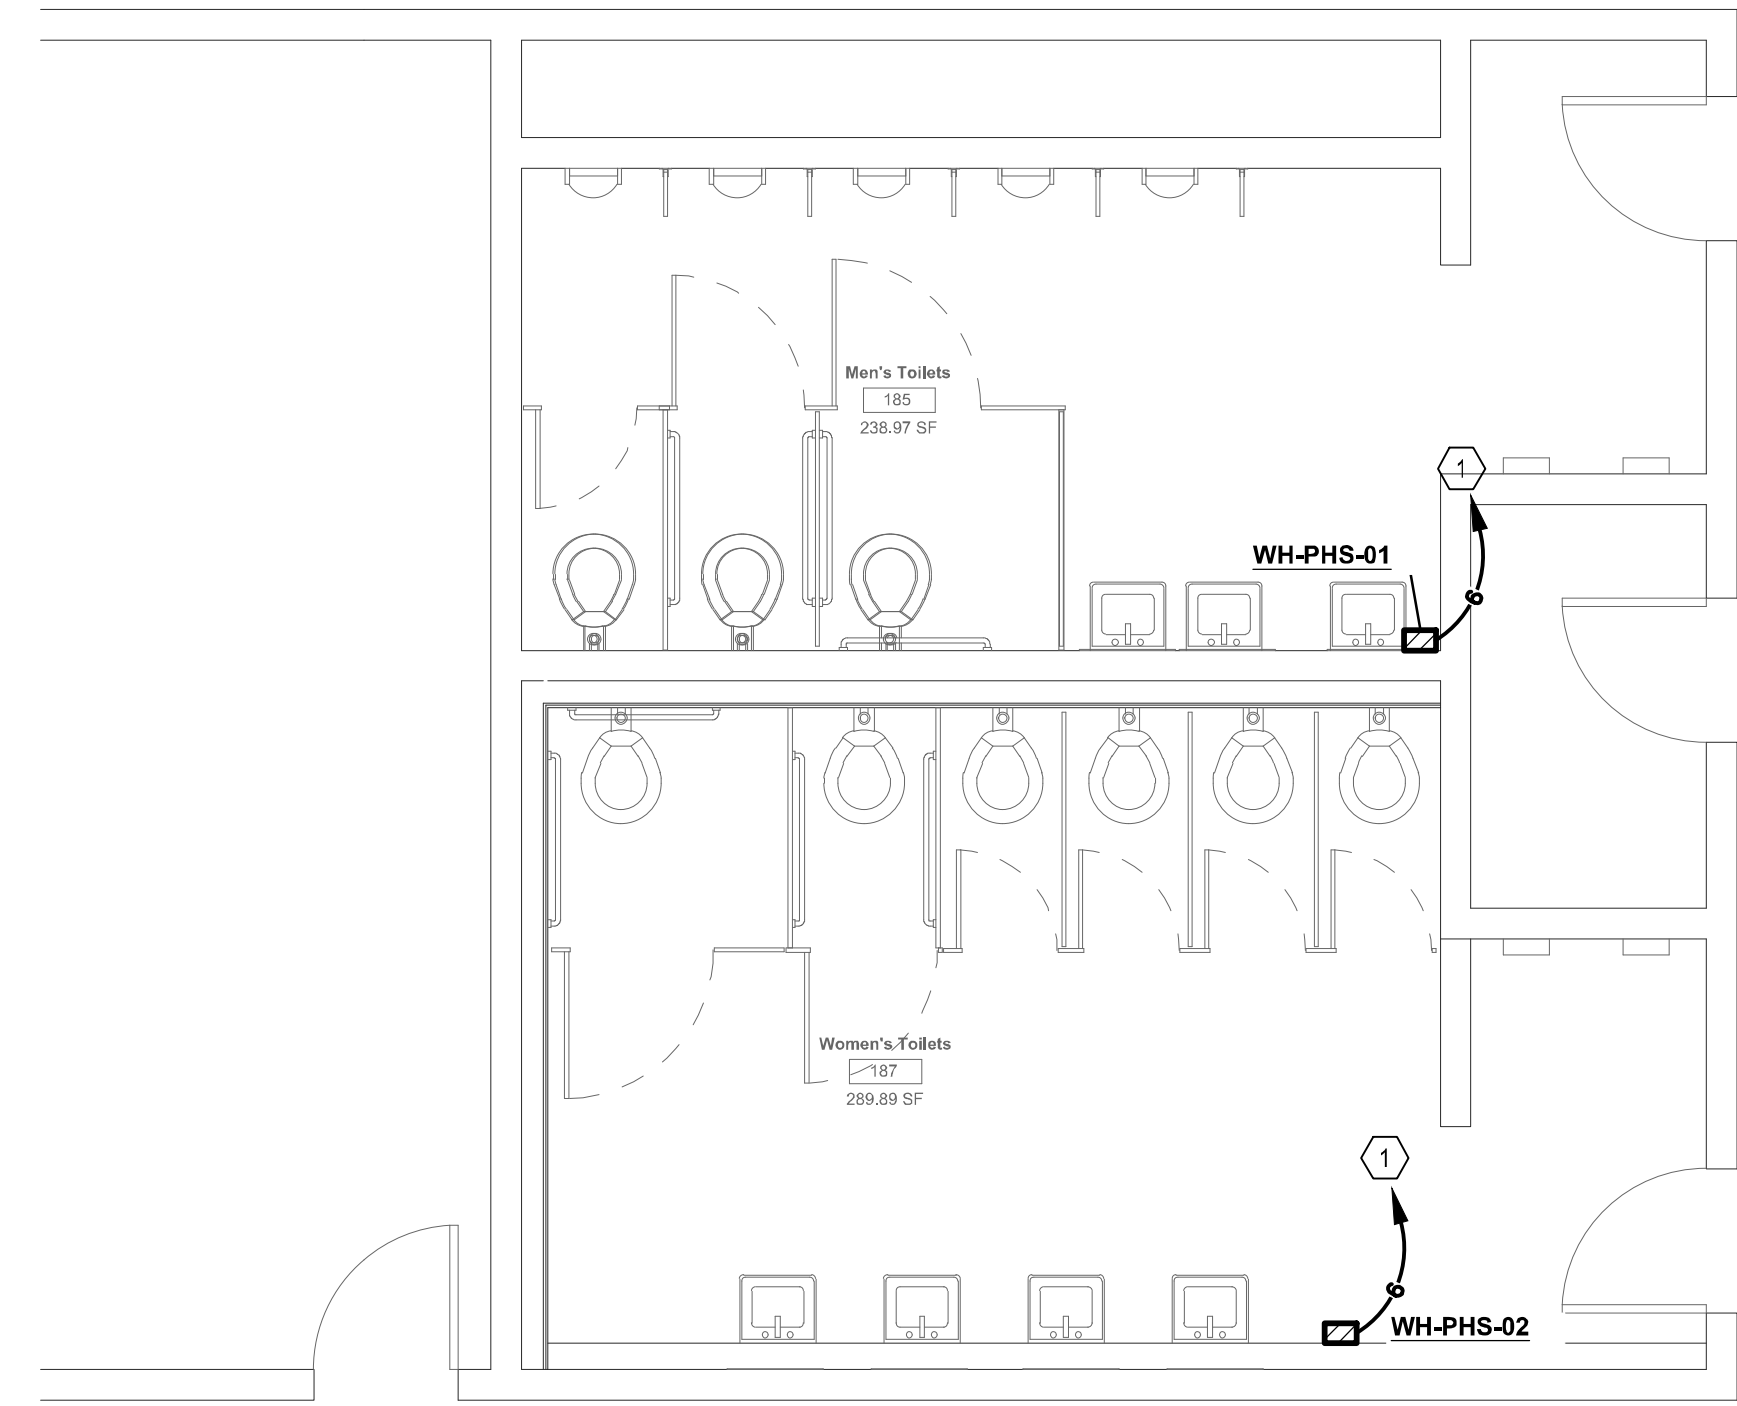 Men's Toilets
185
238.97 SF
1
WH-PHS-01
6
Women's Toilets
187
289.89 SF
1
6
WH-PHS-02